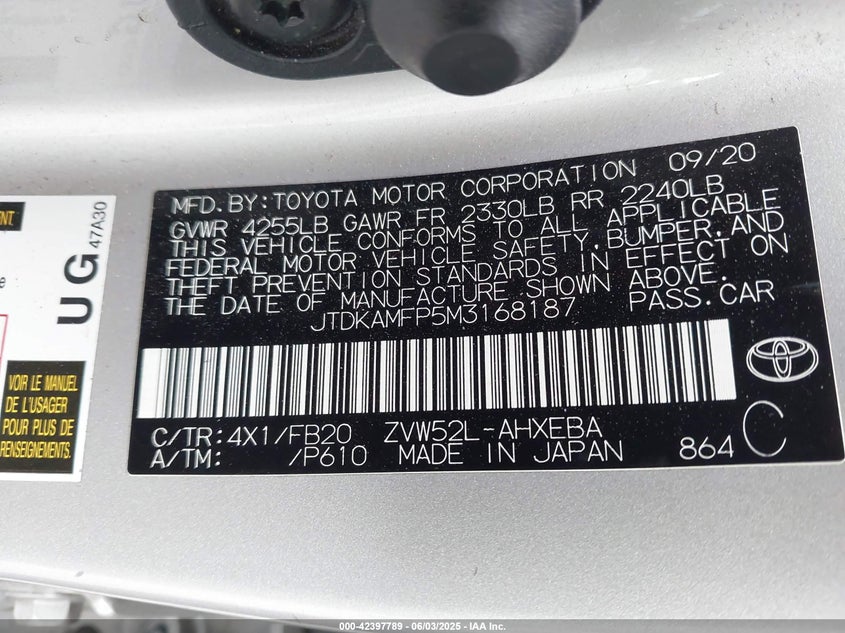 MFD.BY:TOYOTA MOTOR CORPORATION 09/20
GVWR 4255LB GAWR FR 2330LB RR 2240LB
THIS VEHICLE CONFORMS TO ALL APPLICABLE
FEDERAL MOTOR VEHICLE SAFETY,BUMPER,AND
THEFT PREVENTION STANDARDS IN EFFECT ON
THE DATE OF MANUFACTURE SHOWN ABOVE.
JTDKAMFP5M3168187 PASS.CAR
C/TR:4X1/FB20 ZVW52L-AHXEBA
A/TM: /P610 MADE IN JAPAN 864 C
UG 47A30
VOIR LE MANUEL
DE L'USAGER
POUR PLUS DE
RENSEIGNEMENTS
000-42397789 - 06/03/2025 - IAA Inc.